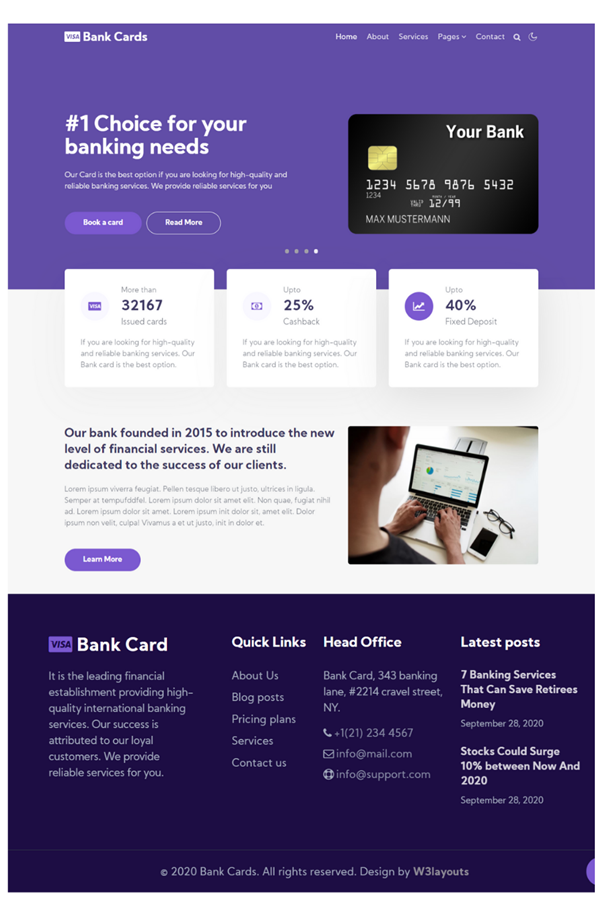 VISA Bank Cards
Home About Services Pages Contact
#1 Choice for your
banking needs
Our Card is the best option if you are looking for high-quality and
reliable banking services. We provide reliable services for you
Book a card Read More
Your Bank
1234 5678 9876 5432
1234
12/99
MAX MUSTERMANN
VISA
More than
32167
Issued cards
If you are looking for high-quality
and reliable banking services. Our
Bank card is the best option.
Upto
25%
Cashback
If you are looking for high-quality
and reliable banking services. Our
Bank card is the best option.
Upto
40%
Fixed Deposit
If you are looking for high-quality
and reliable banking services. Our
Bank card is the best option.
Our bank founded in 2015 to introduce the new
level of financial services. We are still
dedicated to the success of our clients.
Lorem ipsum viverra feugiat. Pellen tesque libero ut justo, ultrices in ligula.
Semper at tempufddfel. Lorem ipsum dolor sit amet elit. Non quae, fugiat nihil
ad. Lorem ipsum dolor sit amet. Lorem ipsum init dolor sit, amet elit. Dolor
ipsum non velit, culpa! Vivamus a et ut justo, init in dolor et.
Learn More
VISA Bank Card
It is the leading financial
establishment providing high-
quality international banking
services. Our success is
attributed to our loyal
customers. We provide
reliable services for you.
Quick Links
About Us
Blog posts
Pricing plans
Services
Contact us
Head Office
Bank Card, 343 banking
lane, #2214 cravel street,
NY.
+1(21) 234 4567
info@mail.com
info@support.com
Latest posts
7 Banking Services
That Can Save Retirees
Money
September 28, 2020
Stocks Could Surge
10% between Now And
2020
September 28, 2020
© 2020 Bank Cards. All rights reserved. Design by W3layouts